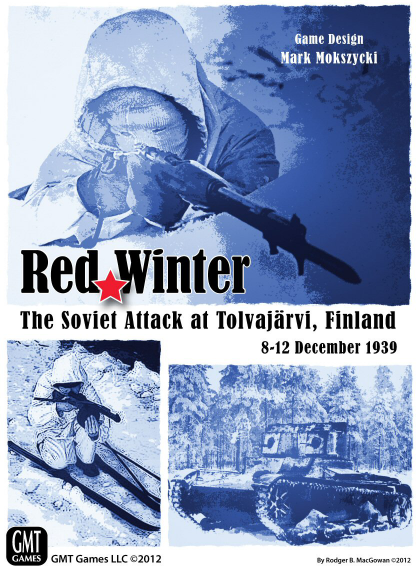 Game Design
Mark Mokszycki
Red Winter
The Soviet Attack at Tolvajärvi, Finland
8-12 December 1939
GMT
GAMES
GMT Games LLC ©2012
By Rodger B. MacGowan ©2012